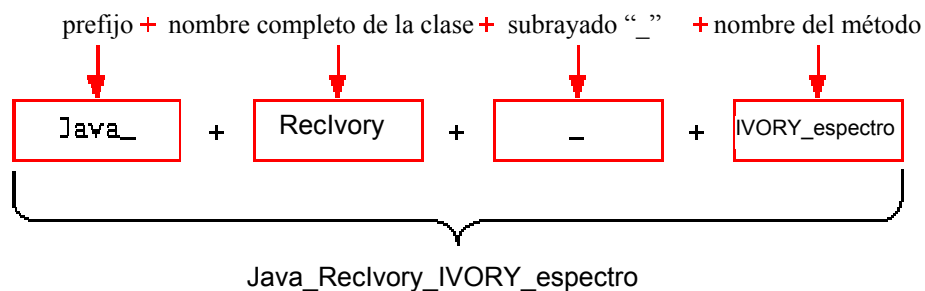 prefijo + nombre completo de la clase + subrayado “_” + nombre del método
Java_ + RecIvory + _ + IVORY_espectro
Java_RecIvory_IVORY_espectro